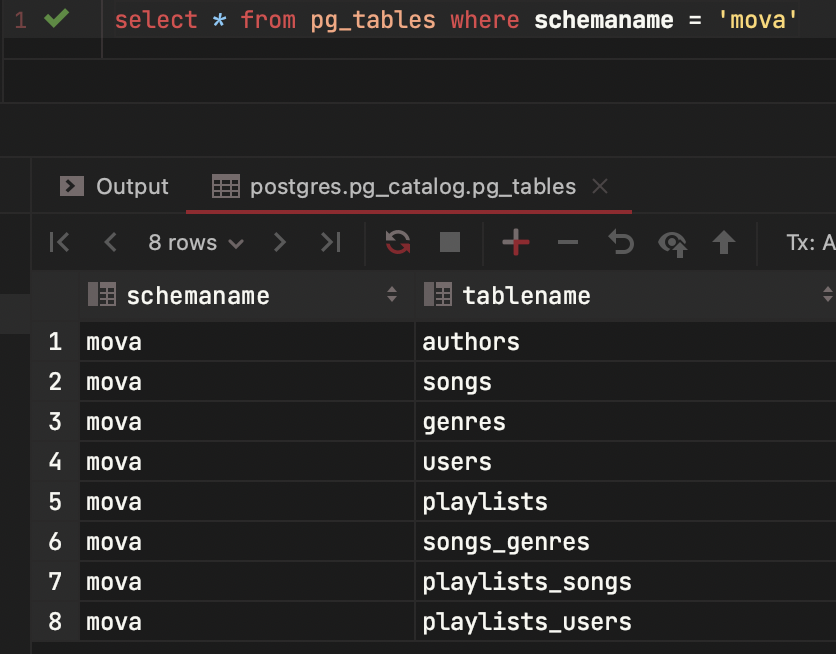 1 select * from pg_tables where schemaname = 'mova'
Output postgres.pg_catalog.pg_tables
8 rows Tx: A
schemaname tablename
1 mova authors
2 mova songs
3 mova genres
4 mova users
5 mova playlists
6 mova songs_genres
7 mova playlists_songs
8 mova playlists_users